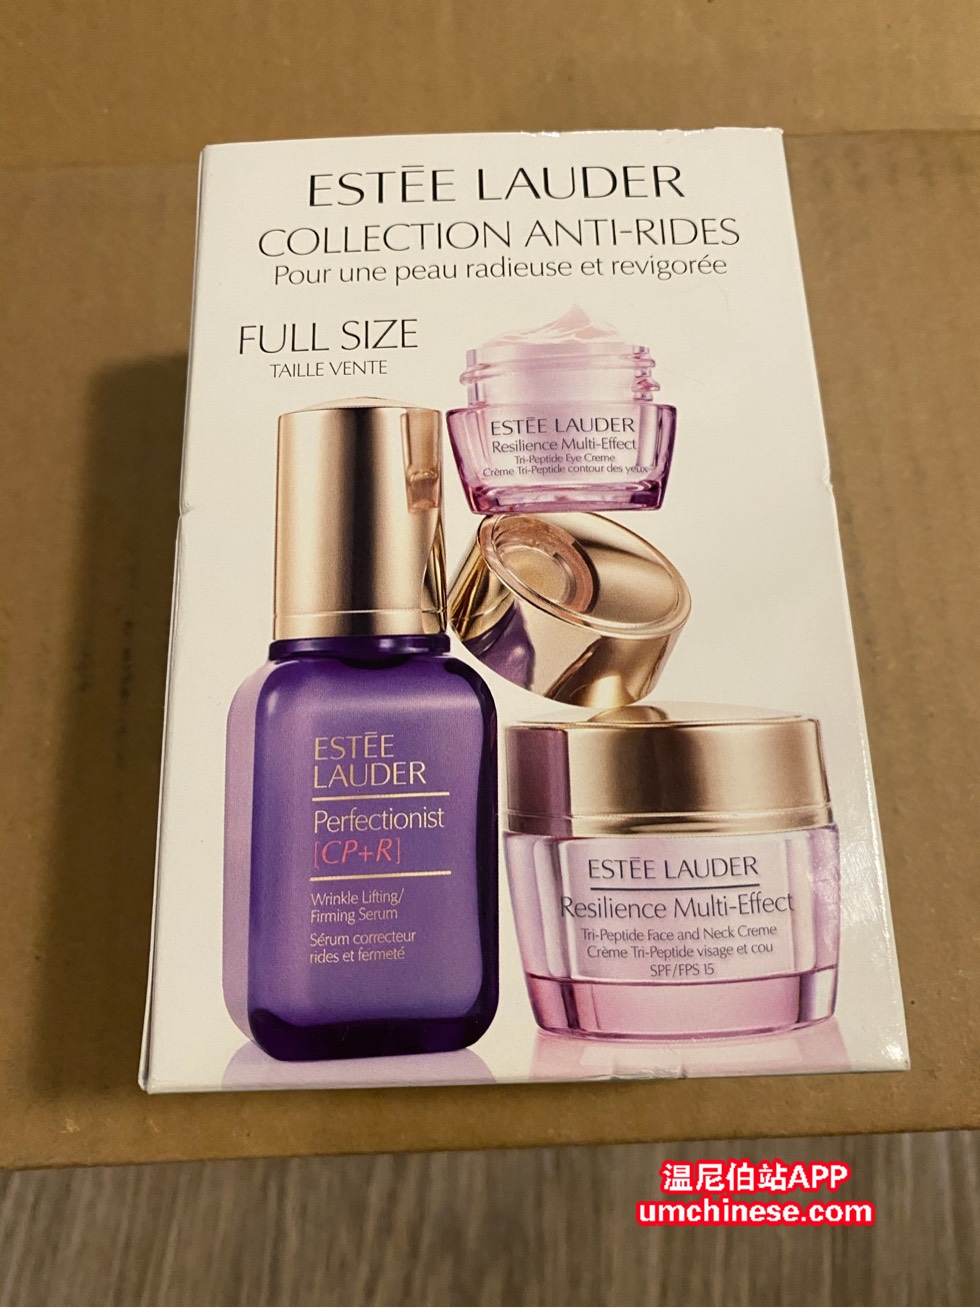 ESTĒE LAUDER
COLLECTION ANTI-RIDES
Pour une peau radieuse et revigorée
FULL SIZE
TAILLE VENTE
ESTĒE LAUDER
Resilience Multi-Effect
Tri-Peptide Eye Creme
Crème Tri-Peptide contour des yeux
ESTĒE
LAUDER
Perfectionist
[CP+R]
Wrinkle Lifting/
Firming Serum
Sérum correcteur
rides et fermeté
ESTĒE LAUDER
Resilience Multi-Effect
Tri-Peptide Face and Neck Creme
Crème Tri-Peptide visage et cou
SPF/FPS 15
温尼伯站APP
umchinese.com